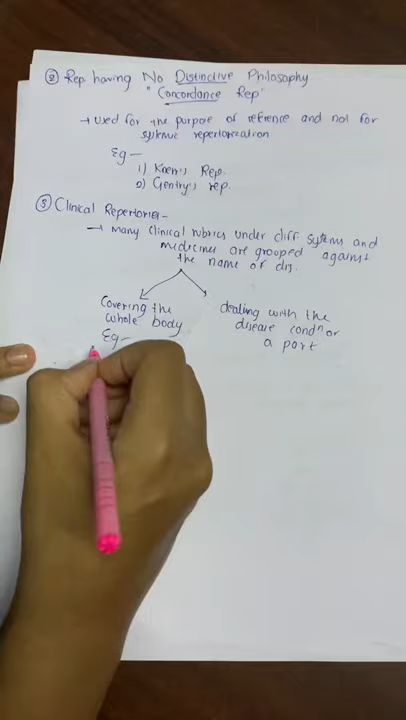 ② Rep having No Distinctive Philosophy
"Concordance Rep"
→ Used for the purpose of reference and not for
systemic repertorization
Eg —
1) Knerr's Rep.
2) Gentry's rep.
③ Clinical Repertories -
→ Many Clinical rubrics under diff systems and
medicines are grouped against
the name of dis.
Covering the
whole body
Eg -
dealing with the
disease condⁿ or
a part